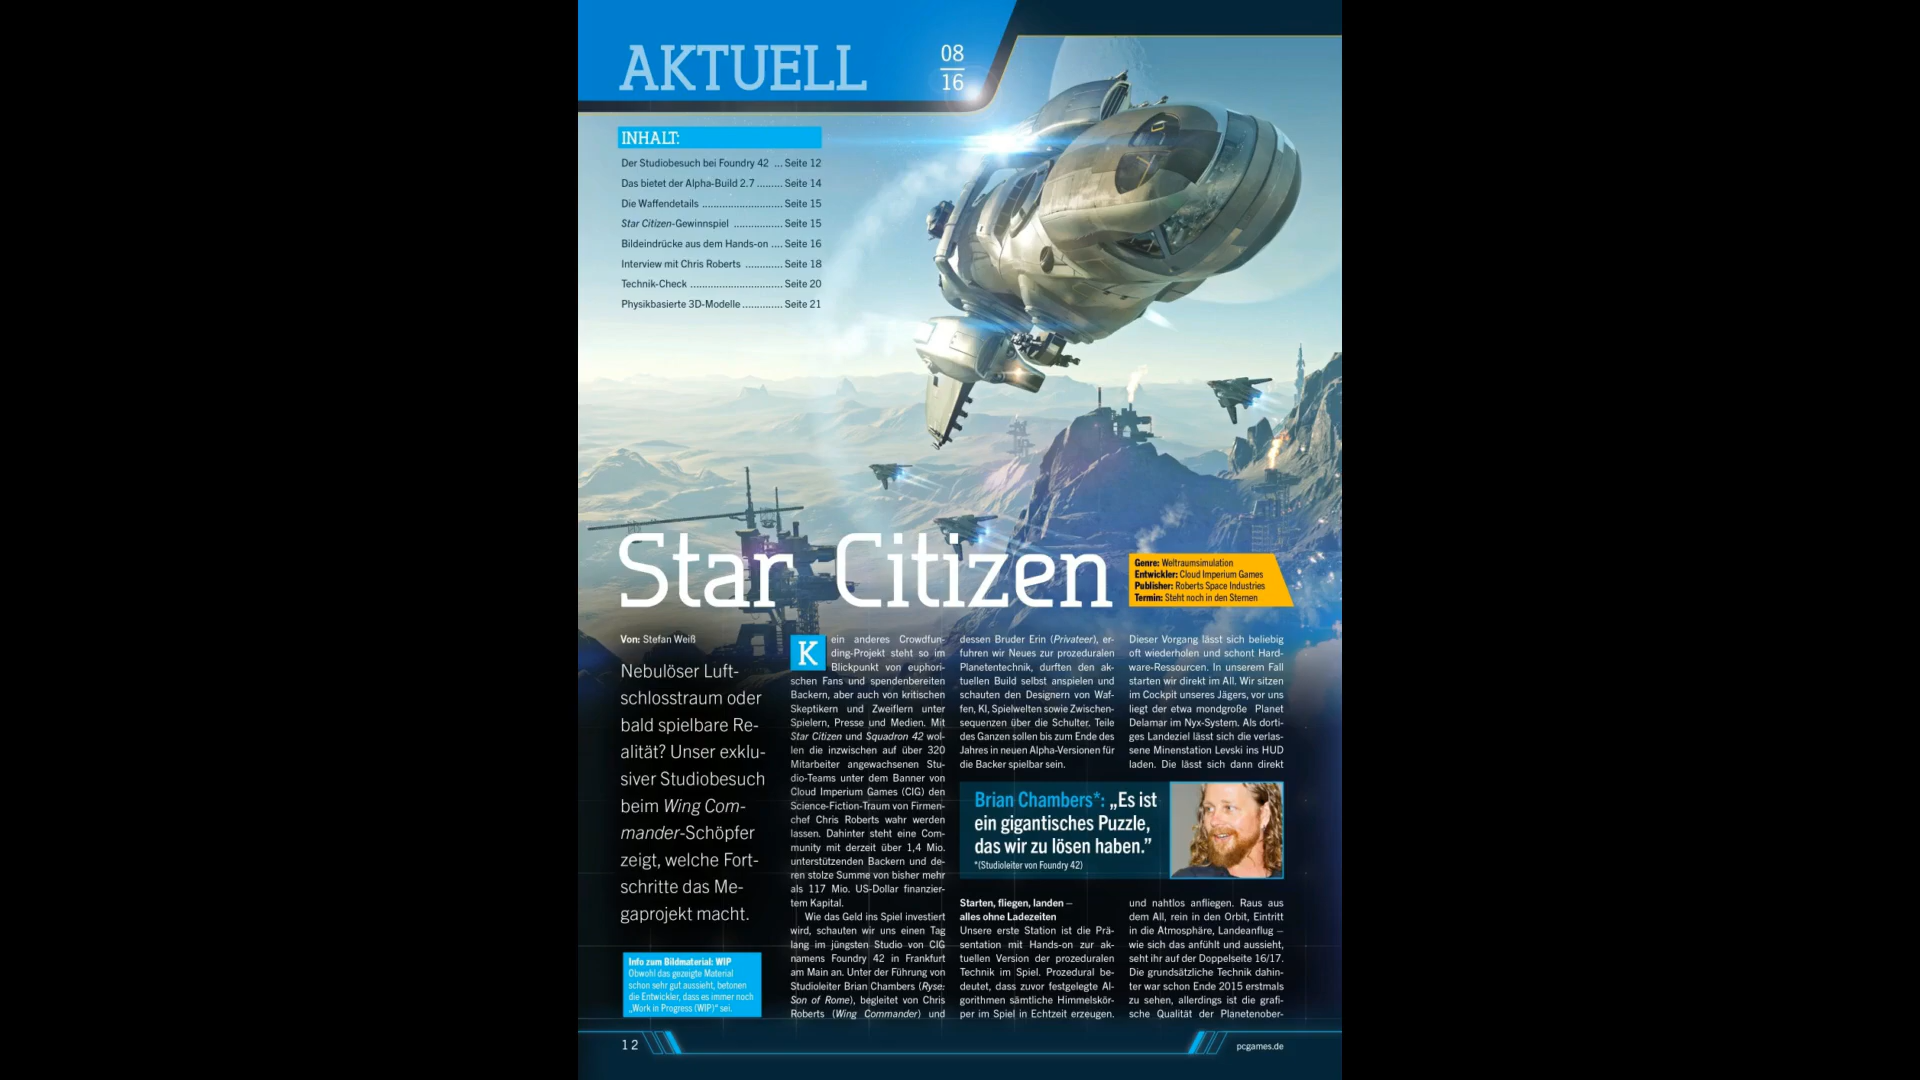 AKTUELL
08
16
INHALT:
Der Studiobesuch bei Foundry 42 ... Seite 12
Das bietet der Alpha-Build 2.7 ........ Seite 14
Die Waffendetails ........................... Seite 15
Star Citizen-Gewinnspiel ................ Seite 15
Bildeindrücke aus dem Hands-on .... Seite 16
Interview mit Chris Roberts ............. Seite 18
Technik-Check ............................... Seite 20
Physikbasierte 3D-Modelle ............. Seite 21
Star Citizen
Genre: Weltraumsimulation
Entwickler: Cloud Imperium Games
Publisher: Roberts Space Industries
Termin: Steht noch in den Sternen
Von: Stefan Weiß
Nebulöser Luft-
schlosstraum oder
bald spielbare Re-
alität? Unser exklu-
siver Studiobesuch
beim Wing Com-
mander-Schöpfer
zeigt, welche Fort-
schritte das Me-
gaprojekt macht.
Info zum Bildmaterial: WIP
Obwohl das gezeigte Material
schon sehr gut aussieht, betonen
die Entwickler, dass es immer noch
„Work in Progress (WIP)“ sei.
Kein anderes Crowdfun-
ding-Projekt steht so im
Blickpunkt von euphori-
schen Fans und spendenbereiten
Backern, aber auch von kritischen
Skeptikern und Zweiflern unter
Spielern, Presse und Medien. Mit
Star Citizen und Squadron 42 wol-
len die inzwischen auf über 320
Mitarbeiter angewachsenen Stu-
dio-Teams unter dem Banner von
Cloud Imperium Games (CIG) den
Science-Fiction-Traum von Firmen-
chef Chris Roberts wahr werden
lassen. Dahinter steht eine Com-
munity mit derzeit über 1,4 Mio.
unterstützenden Backern und de-
ren stolze Summe von bisher mehr
als 117 Mio. US-Dollar finanzier-
tem Kapital.
Wie das Geld ins Spiel investiert
wird, schauten wir uns einen Tag
lang im jüngsten Studio von CIG
namens Foundry 42 in Frankfurt
am Main an. Unter der Führung von
Studioleiter Brian Chambers (Ryse:
Son of Rome), begleitet von Chris
Roberts (Wing Commander) und
dessen Bruder Erin (Privateer), er-
fuhren wir Neues zur prozeduralen
Planetentechnik, durften den ak-
tuellen Build selbst anspielen und
schauten den Designern von Waf-
fen, KI, Spielwelten sowie Zwischen-
sequenzen über die Schulter. Teile
des Ganzen sollen bis zum Ende des
Jahres in neuen Alpha-Versionen für
die Backer spielbar sein.
Brian Chambers*: „Es ist
ein gigantisches Puzzle,
das wir zu lösen haben.”
*(Studioleiter von Foundry 42)
Starten, fliegen, landen –
alles ohne Ladezeiten
Unsere erste Station ist die Prä-
sentation mit Hands-on zur ak-
tuellen Version der prozeduralen
Technik im Spiel. Prozedural be-
deutet, dass zuvor festgelegte Al-
gorithmen sämtliche Himmelskör-
per im Spiel in Echtzeit erzeugen.
Dieser Vorgang lässt sich beliebig
oft wiederholen und schont Hard-
ware-Ressourcen. In unserem Fall
starten wir direkt im All. Wir sitzen
im Cockpit unseres Jägers, vor uns
liegt der etwa mondgroße Planet
Delamar im Nyx-System. Als dorti-
ges Landeziel lässt sich die verlas-
sene Minenstation Levski ins HUD
laden. Die lässt sich dann direkt
und nahtlos anfliegen. Raus aus
dem All, rein in den Orbit, Eintritt
in die Atmosphäre, Landeanflug –
wie sich das anfühlt und aussieht,
seht ihr auf der Doppelseite 16/17.
Die grundsätzliche Technik dahin-
ter war schon Ende 2015 erstmals
zu sehen, allerdings ist die grafi-
sche Qualität der Planetenober-
12
pcgames.de